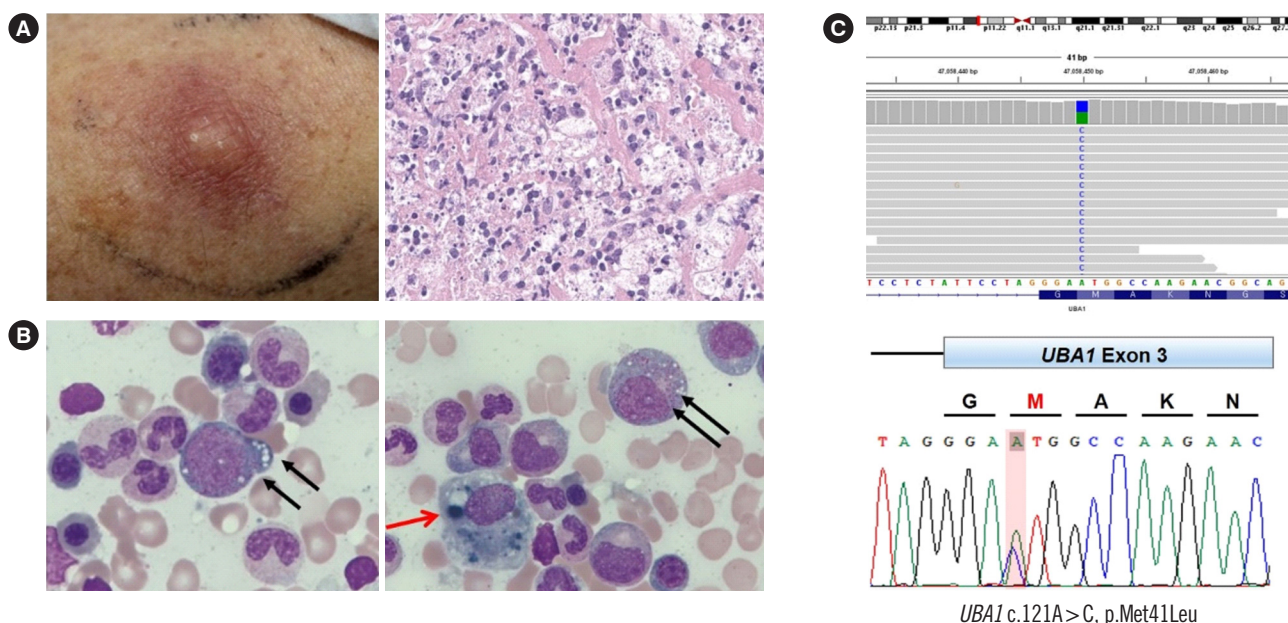 A
B
C
p22.13 p21.3 p11.4 p11.22 q11.1 q13.1 q21.1 q21.31 q22.3 q23 q24 q25 q26.2
41 bp
47,058,440 bp 47,058,450 bp 47,058,460 bp
C
C
C
C
C
C
G
C
C
C
C
C
C
C
C
C
C
T C C T C T A T T C C T A G G G A A T G G C C A A G A A C G G C A G
G M A K N G S
UBA1
UBA1 Exon 3
G M A K N
T A G G G A A T G G C C A A G A A C
UBA1 c.121A>C, p.Met41Leu